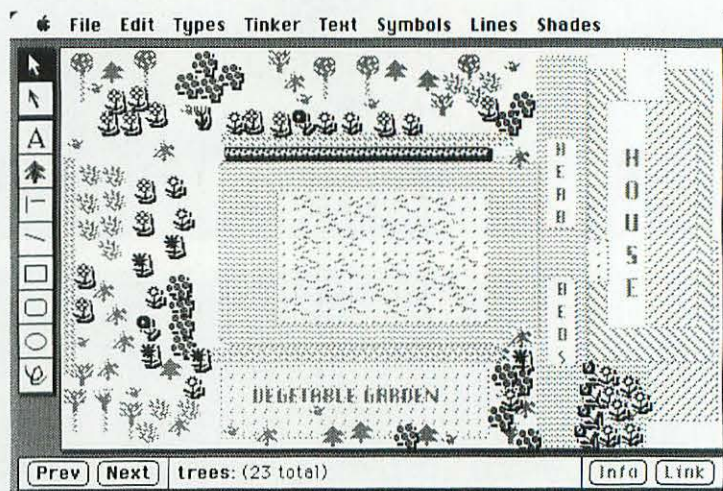 File Edit Types Tinker Text Symbols Lines Shades
A
HERB
HOUSE
BEDS
VEGETABLE GARDEN
Prev Next trees: (23 total) Info Link